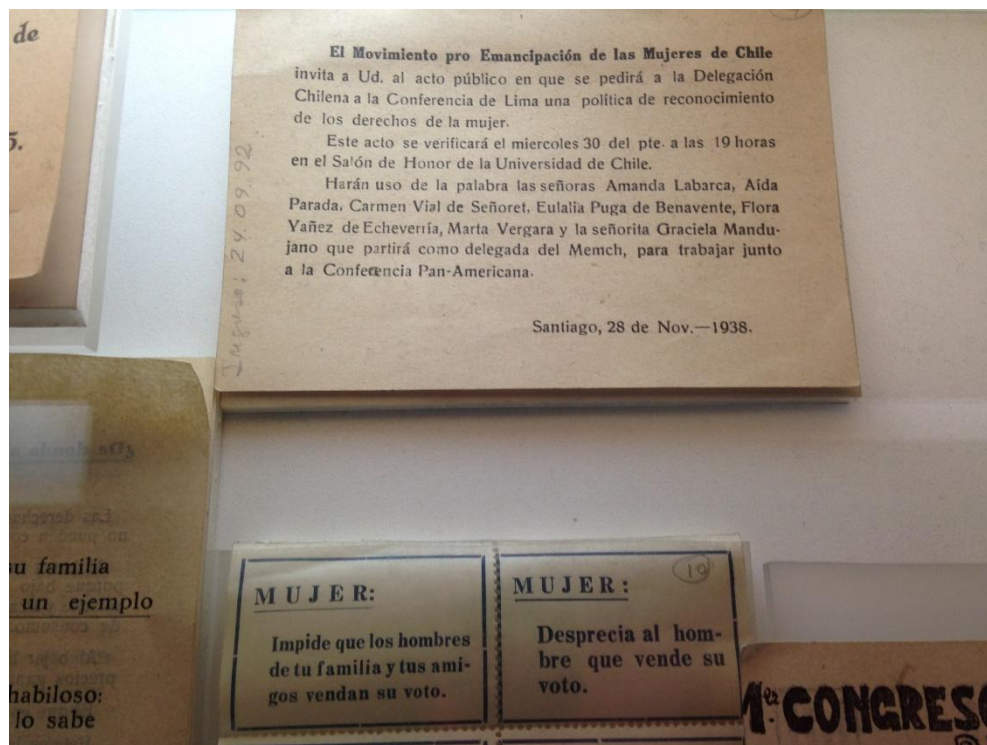 de
5.
El Movimiento pro Emancipación de las Mujeres de Chile
invita a Ud. al acto público en que se pedirá a la Delegación
Chilena a la Conferencia de Lima una política de reconocimiento
de los derechos de la mujer.
Este acto se verificará el miercoles 30 del pte. a las 19 horas
en el Salón de Honor de la Universidad de Chile.
Harán uso de la palabra las señoras Amanda Labarca, Aída
Parada, Carmen Vial de Señoret, Eulalia Puga de Benavente, Flora
Yañez de Echeverría, Marta Vergara y la señorita Graciela Mandu-
jano que partirá como delegada del Memch, para trabajar junto
a la Conferencia Pan-Americana.
Santiago, 28 de Nov.—1938.
Ingreso: 24.09.92
su familia
un ejemplo
habiloso:
lo sabe
MUJER:
Impide que los hombres
de tu familia y tus ami-
gos vendan su voto.
10
MUJER:
Desprecia al hom-
bre que vende su
voto.
1er CONGRESO